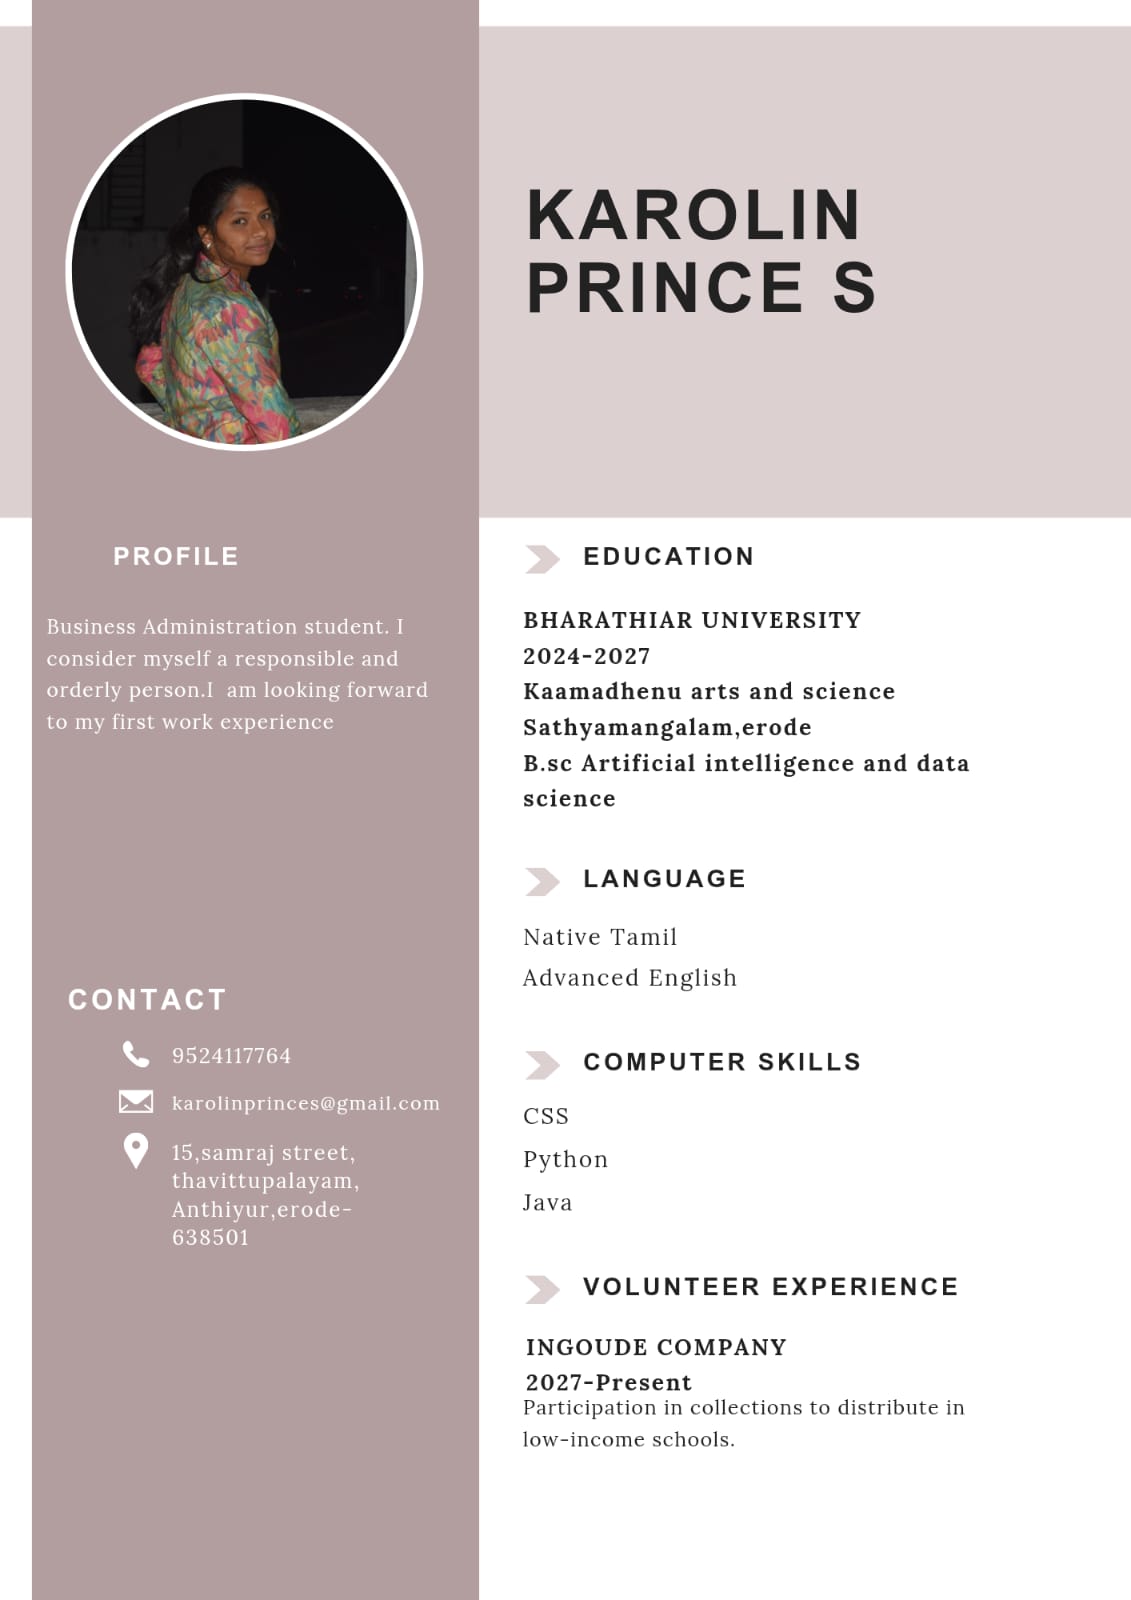 KAROLIN
PRINCE S
PROFILE
Business Administration student. I
consider myself a responsible and
orderly person.I  am looking forward
to my first work experience
CONTACT
9524117764
karolinprinces@gmail.com
15,samraj street,
thavittupalayam,
Anthiyur,erode-
638501
EDUCATION
BHARATHIAR UNIVERSITY
2024-2027
Kaamadhenu arts and science
Sathyamangalam,erode
B.sc Artificial intelligence and data
science
LANGUAGE
Native Tamil
Advanced English
COMPUTER SKILLS
CSS
Python
Java
VOLUNTEER EXPERIENCE
INGOUDE COMPANY
2027-Present
Participation in collections to distribute in
low-income schools.